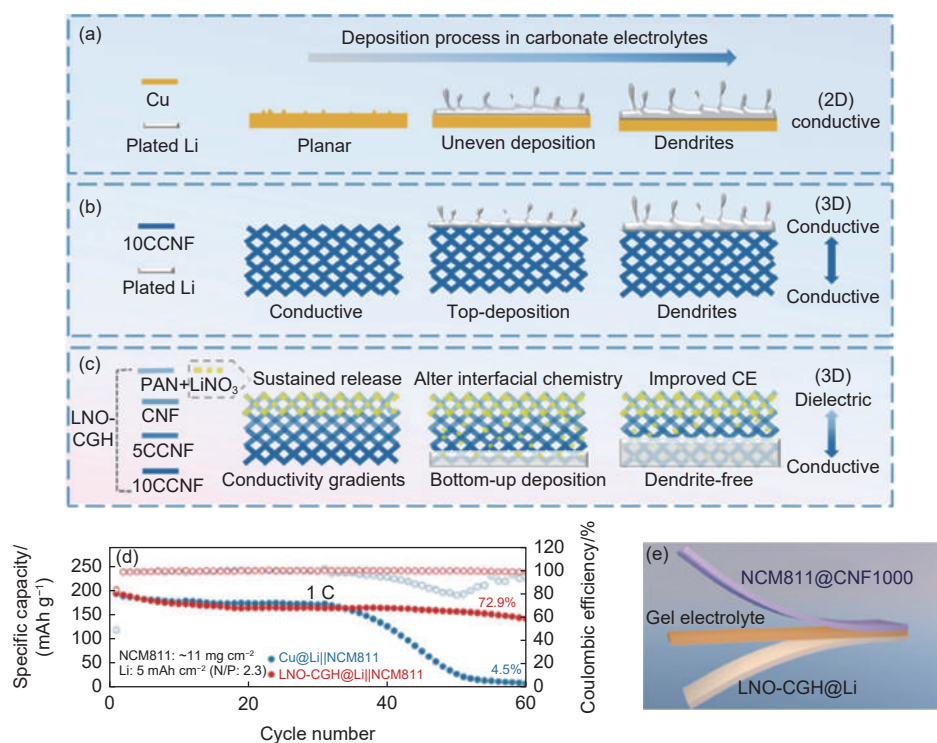 (a)
Deposition process in carbonate electrolytes
Cu
Plated Li
Planar
Uneven deposition
Dendrites
(2D)
conductive
(b)
10CCNF
Plated Li
Conductive
Top-deposition
Dendrites
(3D)
Conductive
Conductive
(c)
LNO-
CGH
PAN+LiNO₃
CNF
5CCNF
10CCNF
Sustained release
Conductivity gradients
Alter interfacial chemistry
Bottom-up deposition
Improved CE
Dendrite-free
(3D)
Dielectric
Conductive
(d)
Specific capacity/
(mAh g⁻¹)
250
200
150
100
50
0
1 C
72.9%
4.5%
NCM811: ~11 mg cm⁻²
Li: 5 mAh cm⁻² (N/P: 2.3)
Cu@Li||NCM811
LNO-CGH@Li||NCM811
0
20
40
60
Cycle number
120
100
80
60
40
20
0
Coulombic efficiency/%
(e)
NCM811@CNF1000
Gel electrolyte
LNO-CGH@Li